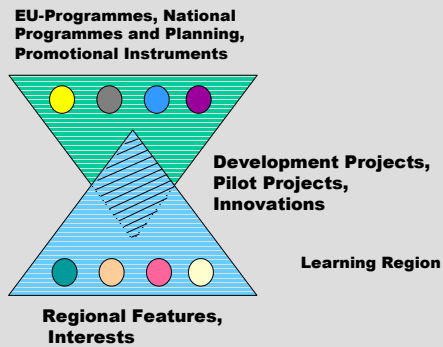 EU-Programmes, National
Programmes and Planning,
Promotional Instruments
Development Projects,
Pilot Projects,
Innovations
Learning Region
Regional Features,
Interests